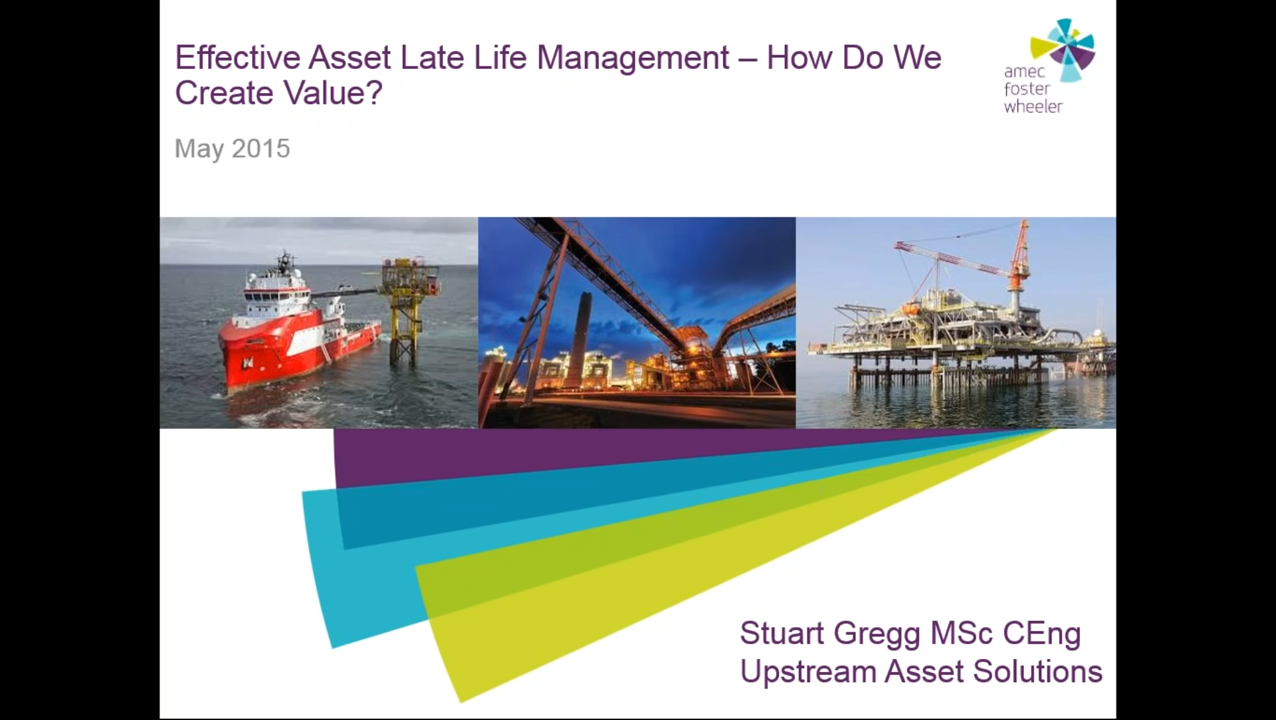 Effective Asset Late Life Management – How Do We
Create Value?
May 2015
amec
foster
wheeler
Stuart Gregg MSc CEng
Upstream Asset Solutions